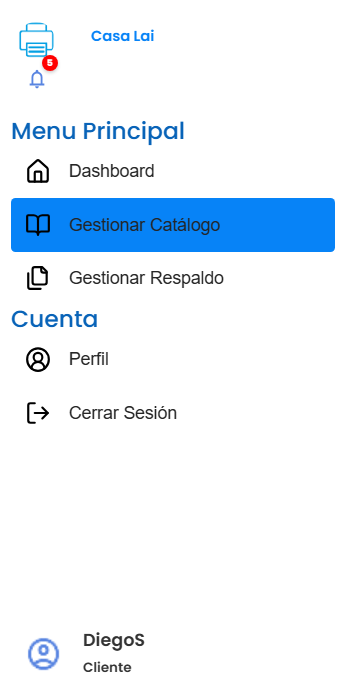 Casa Lai
5
Menu Principal
Dashboard
Gestionar Catálogo
Gestionar Respaldo
Cuenta
Perfil
Cerrar Sesión
DiegoS
Cliente